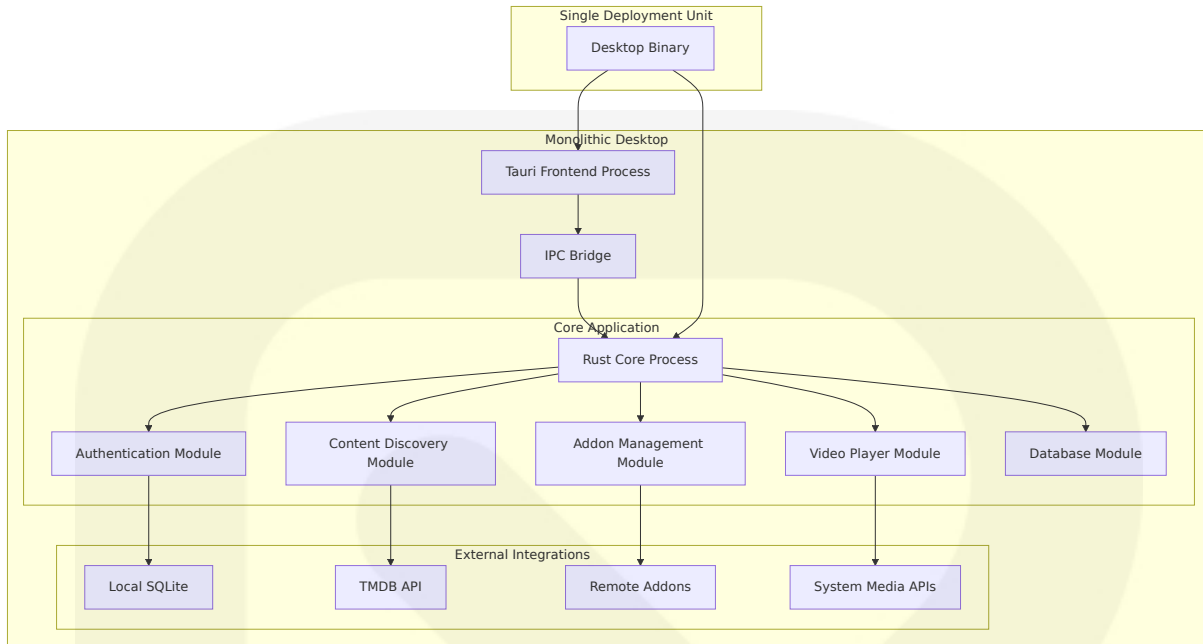 Single Deployment Unit
Desktop Binary
Monolithic Desktop
Tauri Frontend Process
IPC Bridge
Core Application
Rust Core Process
Authentication Module
Content Discovery
Module
Addon Management
Module
Video Player Module
Database Module
External Integrations
Local SQLite
TMDB API
Remote Addons
System Media APIs